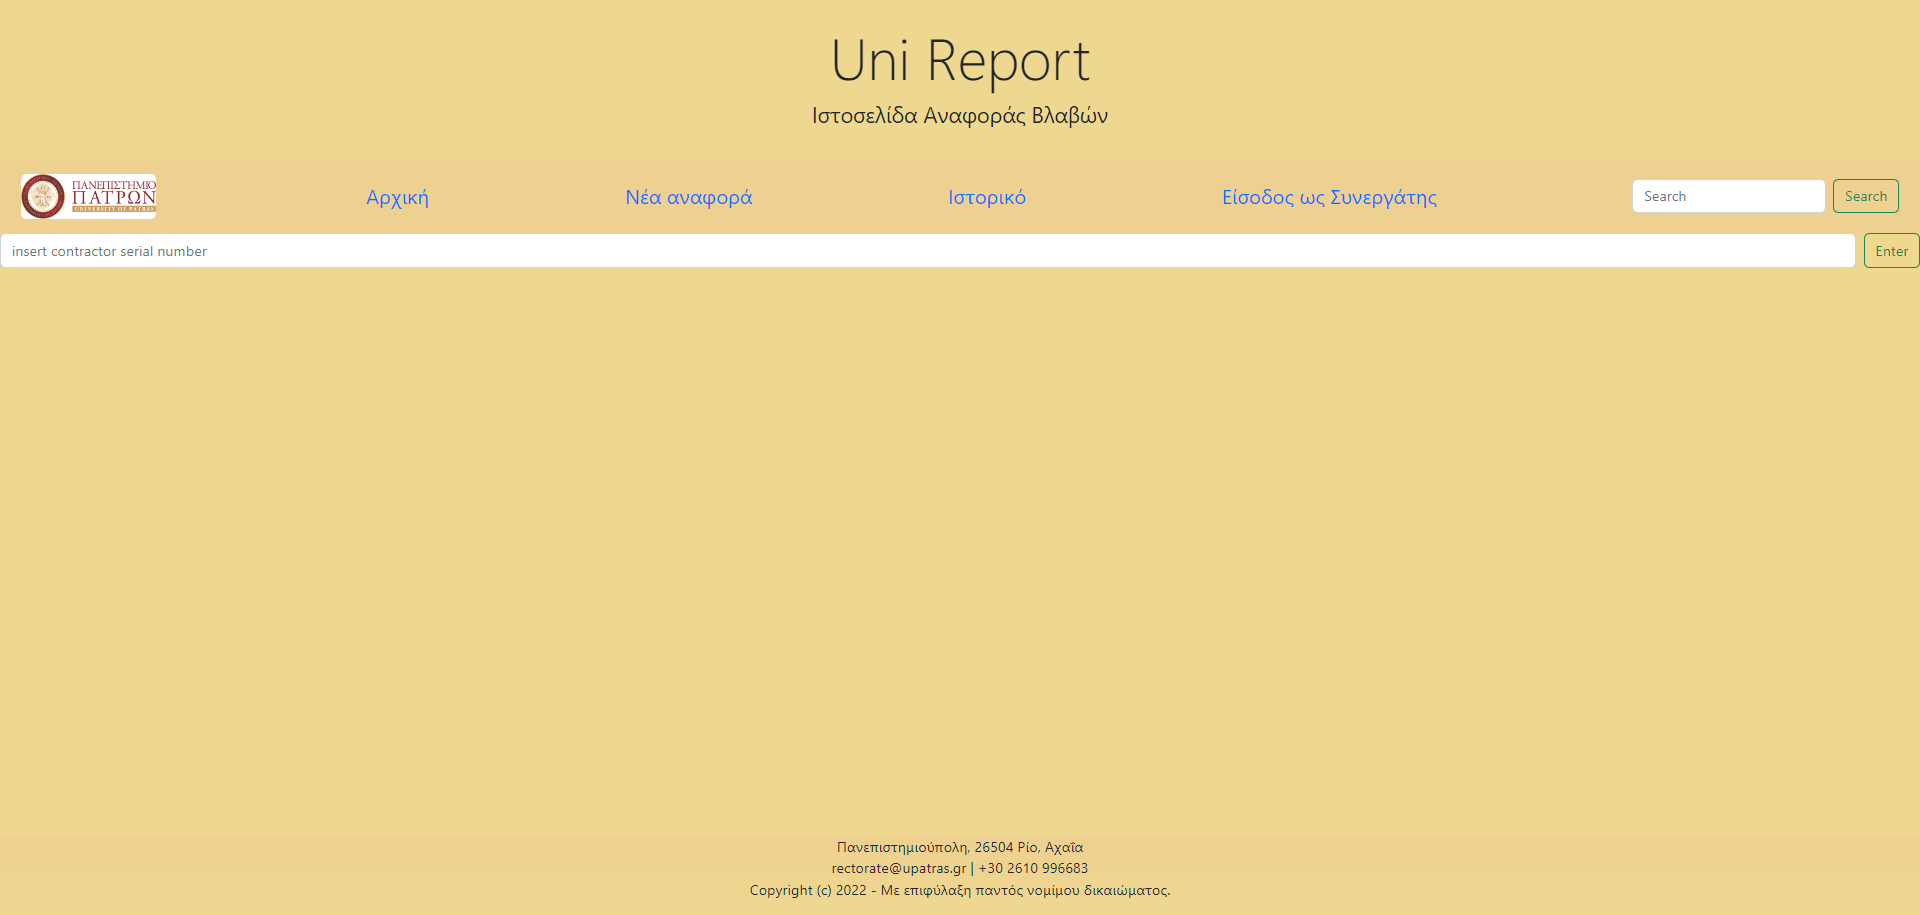 Uni Report
Ιστοσελίδα Αναφοράς Βλαβών
ΠΑΝΕΠΙΣΤΗΜΙΟ
ΠΑΤΡΩΝ
UNIVERSITY OF PATRAS
Αρχική
Νέα αναφορά
Ιστορικό
Είσοδος ως Συνεργάτης
Search
Search
insert contractor serial number
Enter
Πανεπιστημιούπολη, 26504 Ρίο, Αχαΐα
rectorate@upatras.gr | +30 2610 996683
Copyright (c) 2022 - Με επιφύλαξη παντός νομίμου δικαιώματος.